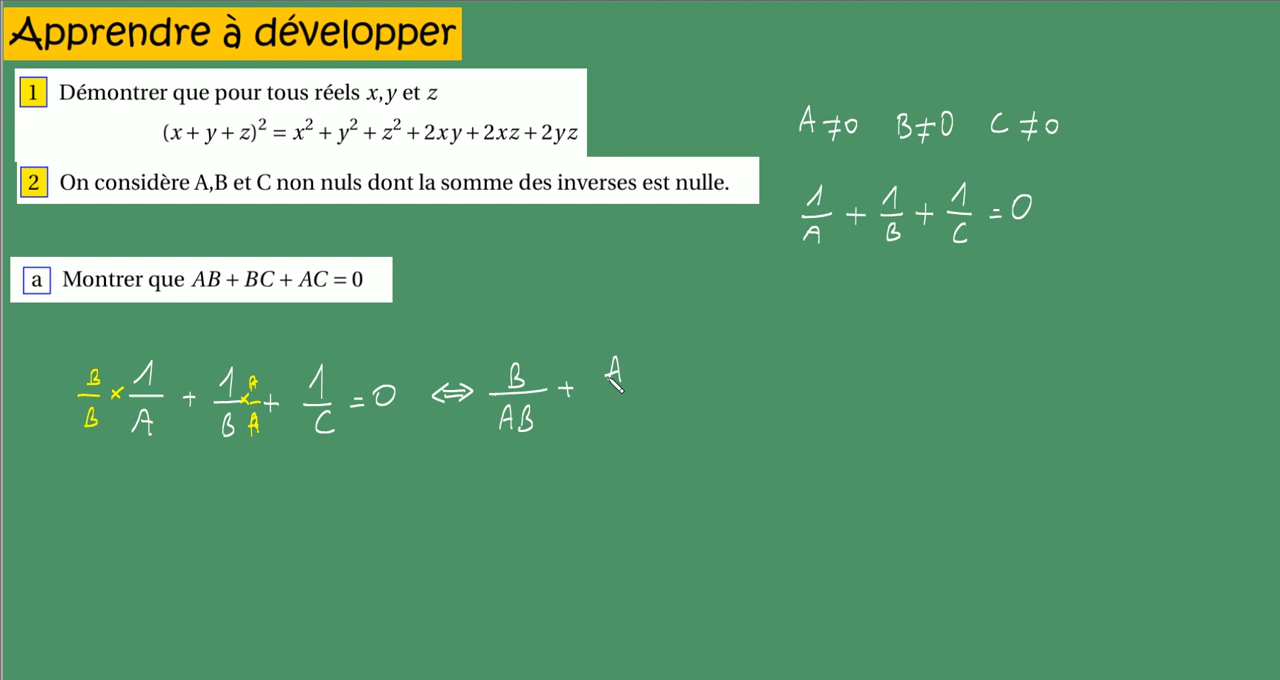 Apprendre à développer
1 Démontrer que pour tous réels x, y et z
(x + y + z)² = x² + y² + z² + 2xy + 2xz + 2yz
A ≠ 0 B ≠ 0 C ≠ 0
2 On considère A,B et C non nuls dont la somme des inverses est nulle.
1/A + 1/B + 1/C = 0
a Montrer que AB + BC + AC = 0
B/B × 1/A + 1/B × A/A + 1/C = 0 ⇔ B/AB + A